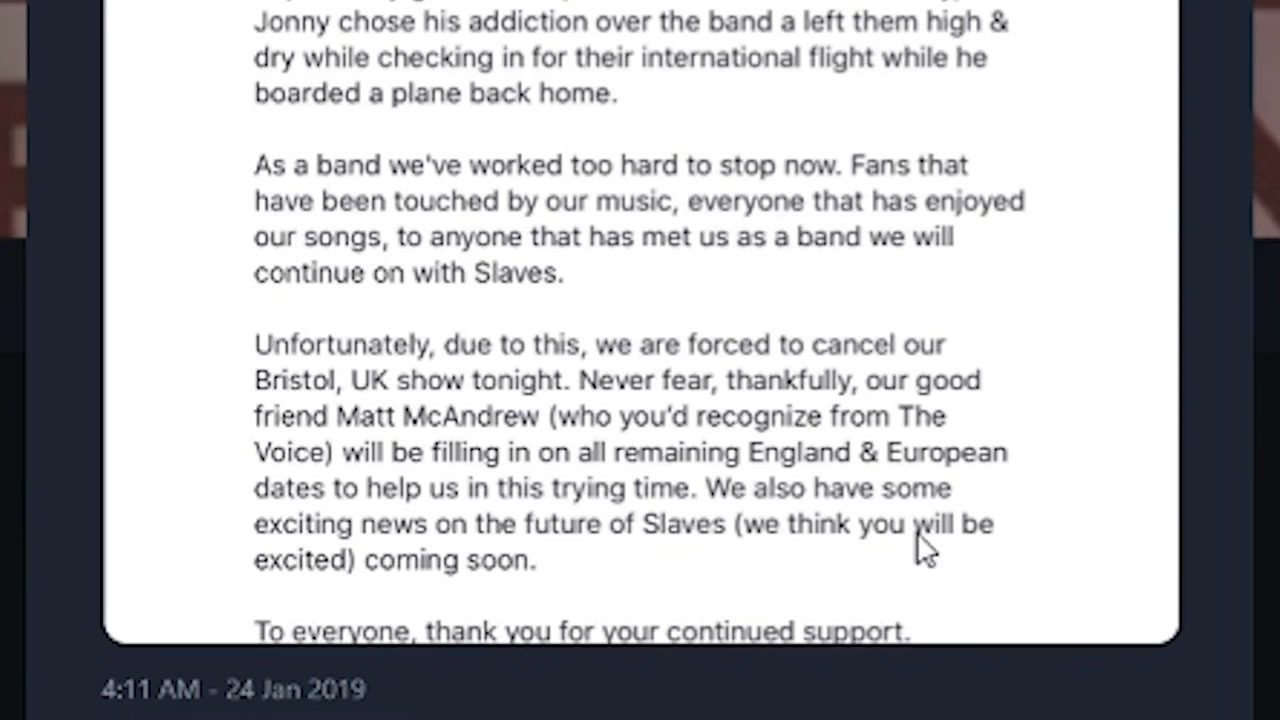 Jonny chose his addiction over the band a left them high &
dry while checking in for their international flight while he
boarded a plane back home.
As a band we've worked too hard to stop now. Fans that
have been touched by our music, everyone that has enjoyed
our songs, to anyone that has met us as a band we will
continue on with Slaves.
Unfortunately, due to this, we are forced to cancel our
Bristol, UK show tonight. Never fear, thankfully, our good
friend Matt McAndrew (who you'd recognize from The
Voice) will be filling in on all remaining England & European
dates to help us in this trying time. We also have some
exciting news on the future of Slaves (we think you will be
excited) coming soon.
To everyone, thank you for your continued support.
4:11 AM - 24 Jan 2019